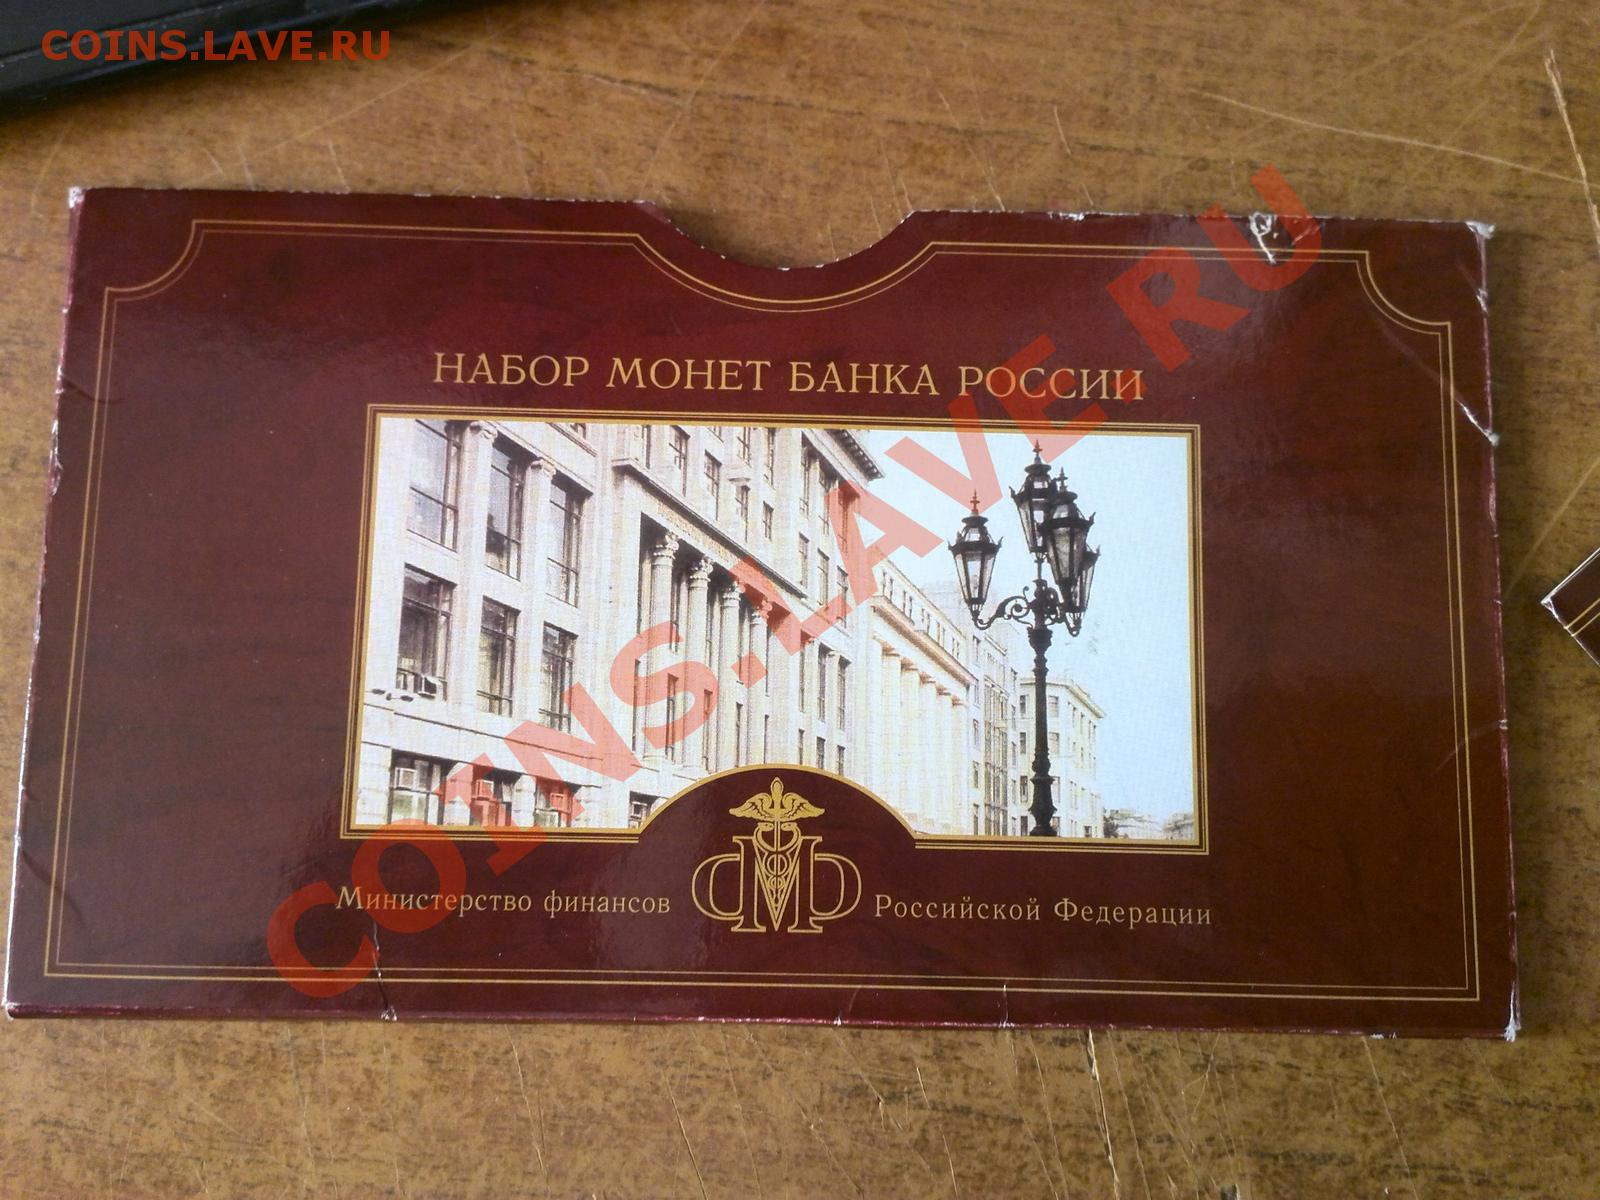 COINS.LAVE.RU
НАБОР МОНЕТ БАНКА РОССИИ
COINS.LAVE.RU
Министерство финансов МФ Российской Федерации